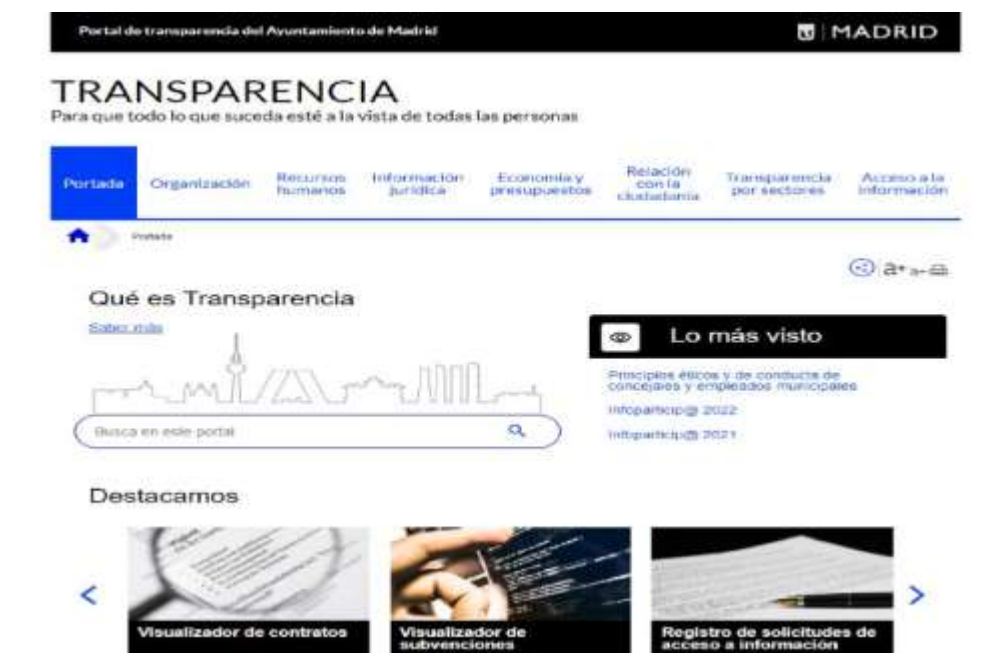 Portal de transparencia del Ayuntamiento de Madrid
MADRID
TRANSPARENCIA
Para que todo lo que suceda esté a la vista de todas las personas
Portada
Organización
Recursos
humanos
Información
jurídica
Economía y
presupuestos
Relación
con la
ciudadanía
Transparencia
por sectores
Acceso a la
información
Portada
a+ a-
Qué es Transparencia
Saber más
Lo más visto
Principios éticos y de conducta de
concejales y empleados municipales
Infoparticip@ 2022
Infoparticip@ 2021
Busca en este portal
Destacamos
<
>
Visualizador de contratos
Visualizador de
subvenciones
Registro de solicitudes de
acceso a información